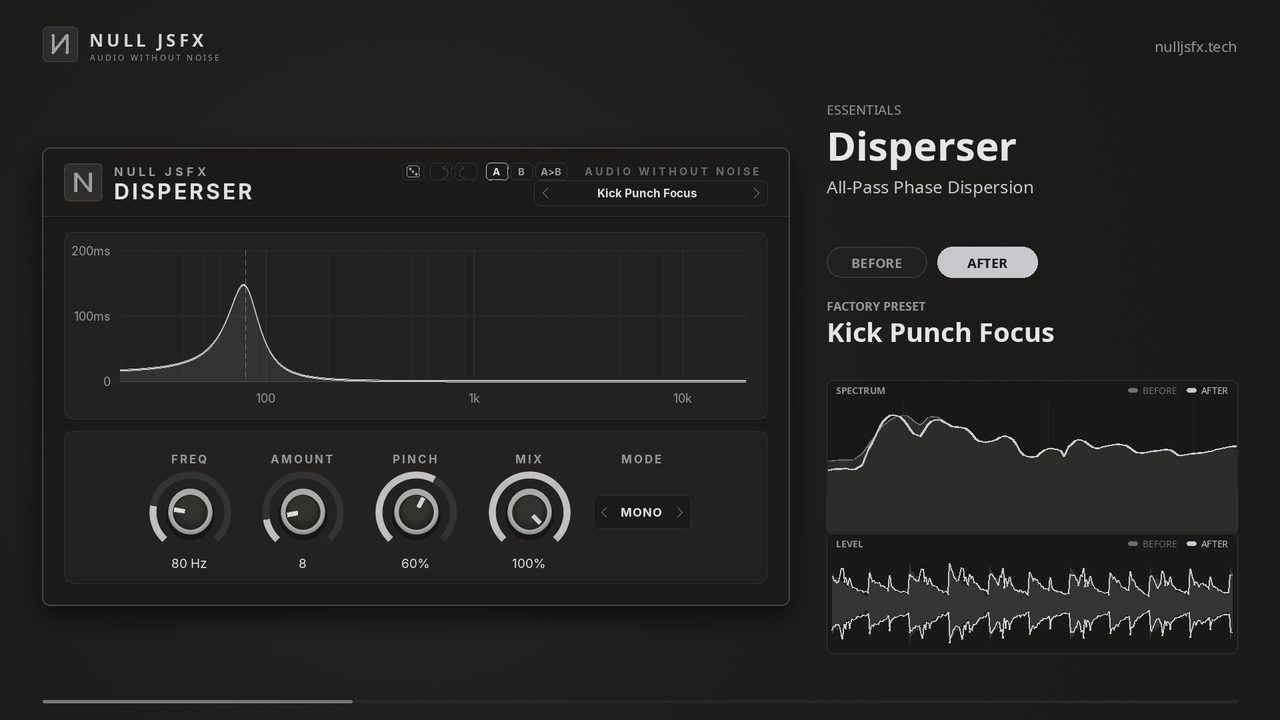 NULL JSFX
AUDIO WITHOUT NOISE
nulljsfx.tech
N
NULL JSFX
DISPERSER
A
B
A>B
AUDIO WITHOUT NOISE
Kick Punch Focus
200ms
100ms
0
100
1k
10k
FREQ
AMOUNT
PINCH
MIX
MODE
MONO
80 Hz
8
60%
100%
ESSENTIALS
Disperser
All-Pass Phase Dispersion
BEFORE
AFTER
FACTORY PRESET
Kick Punch Focus
SPECTRUM
BEFORE
AFTER
LEVEL
BEFORE
AFTER